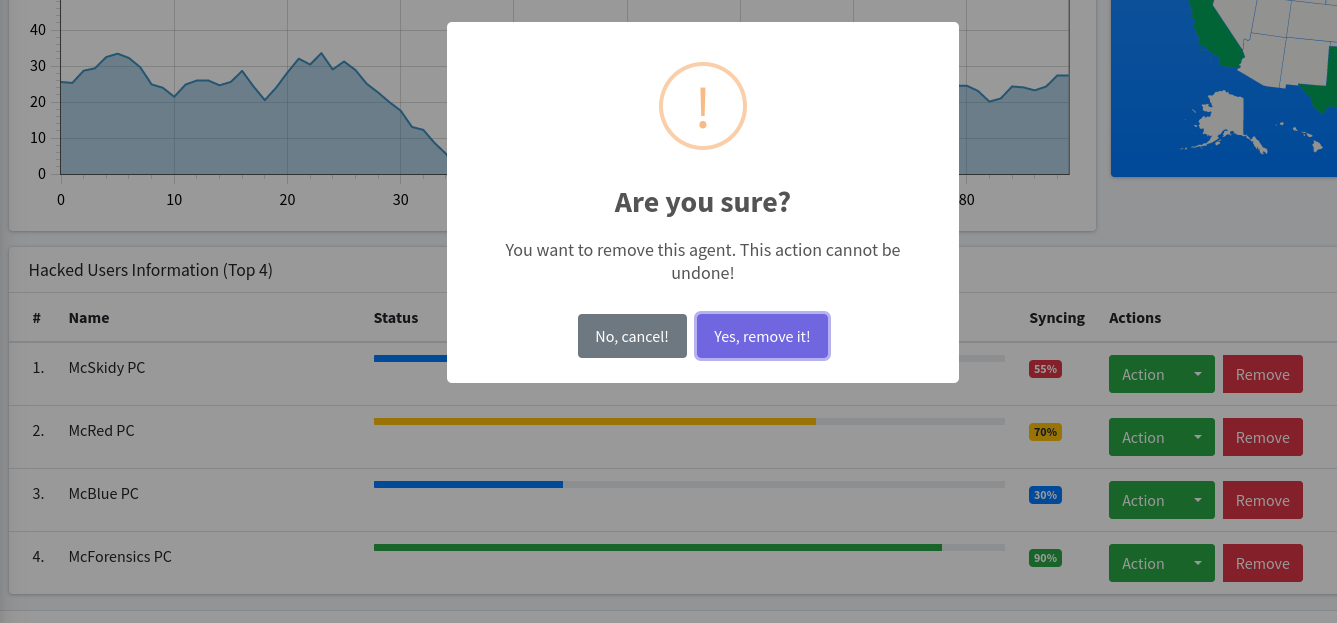 40
30
20
10
0
0 10 20 30 80
!
Are you sure?
You want to remove this agent. This action cannot be
undone!
No, cancel! Yes, remove it!
Hacked Users Information (Top 4)
# Name Status Syncing Actions
1. McSkidy PC 55% Action Remove
2. McRed PC 70% Action Remove
3. McBlue PC 30% Action Remove
4. McForensics PC 90% Action Remove